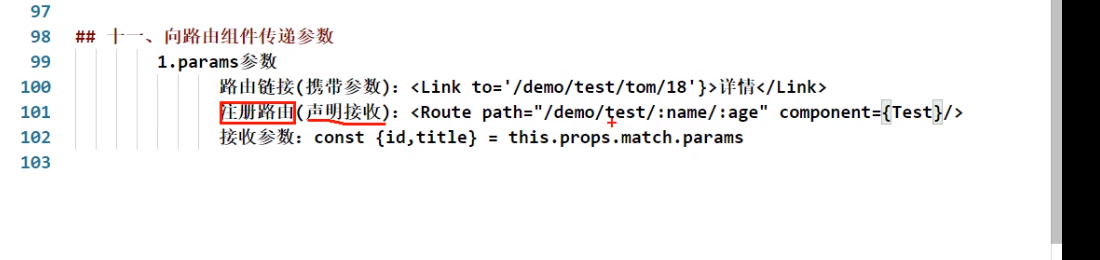 97
98 ## 十一、向路由组件传递参数
99 1.params参数
100 路由链接(携带参数)：<Link to='/demo/test/tom/18'}>详情</Link>
101 注册路由(声明接收)：<Route path="/demo/test/:name/:age" component={Test}/>
102 接收参数：const {id,title} = this.props.match.params
103